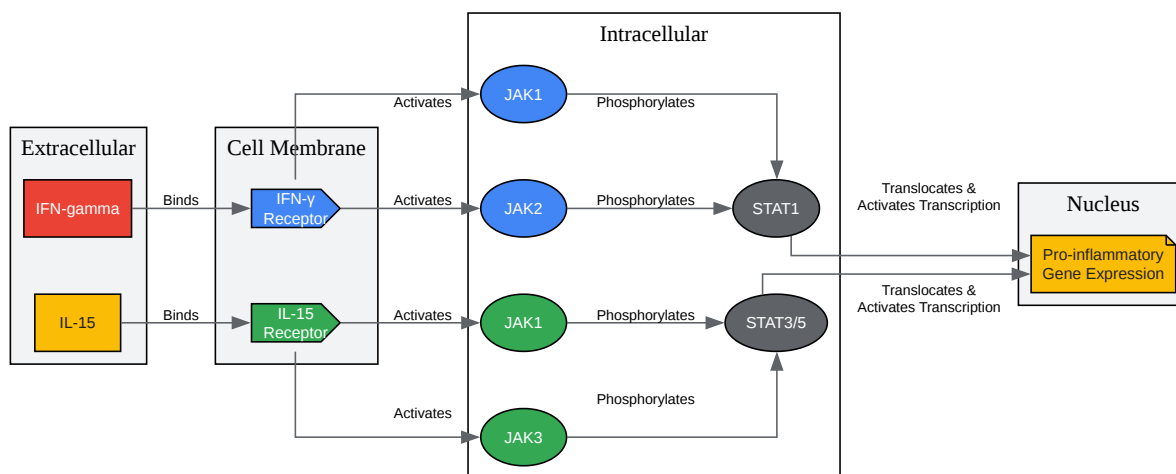 Intracellular
JAK1
Activates
Phosphorylates
Extracellular
Cell Membrane
IFN-gamma
Binds
IFN-γ
Receptor
Activates
JAK2
Phosphorylates
STAT1
Translocates &
Activates Transcription
Nucleus
Pro-inflammatory
Gene Expression
IL-15
Binds
IL-15
Receptor
Activates
JAK1
Phosphorylates
STAT3/5
Translocates &
Activates Transcription
Activates
JAK3
Phosphorylates